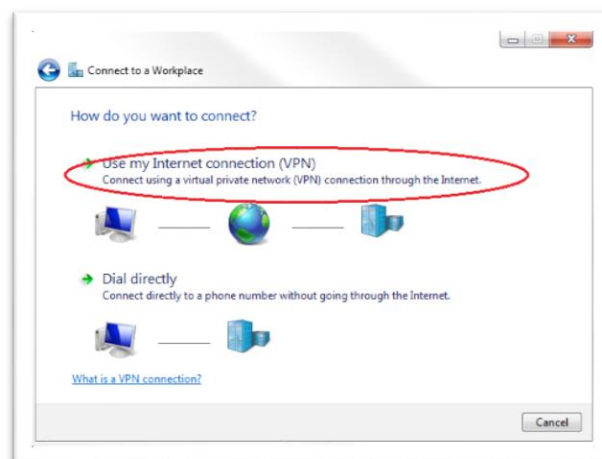 Connect to a Workplace
How do you want to connect?
Use my Internet connection (VPN)
Connect using a virtual private network (VPN) connection through the Internet.
Dial directly
Connect directly to a phone number without going through the Internet.
What is a VPN connection?
Cancel